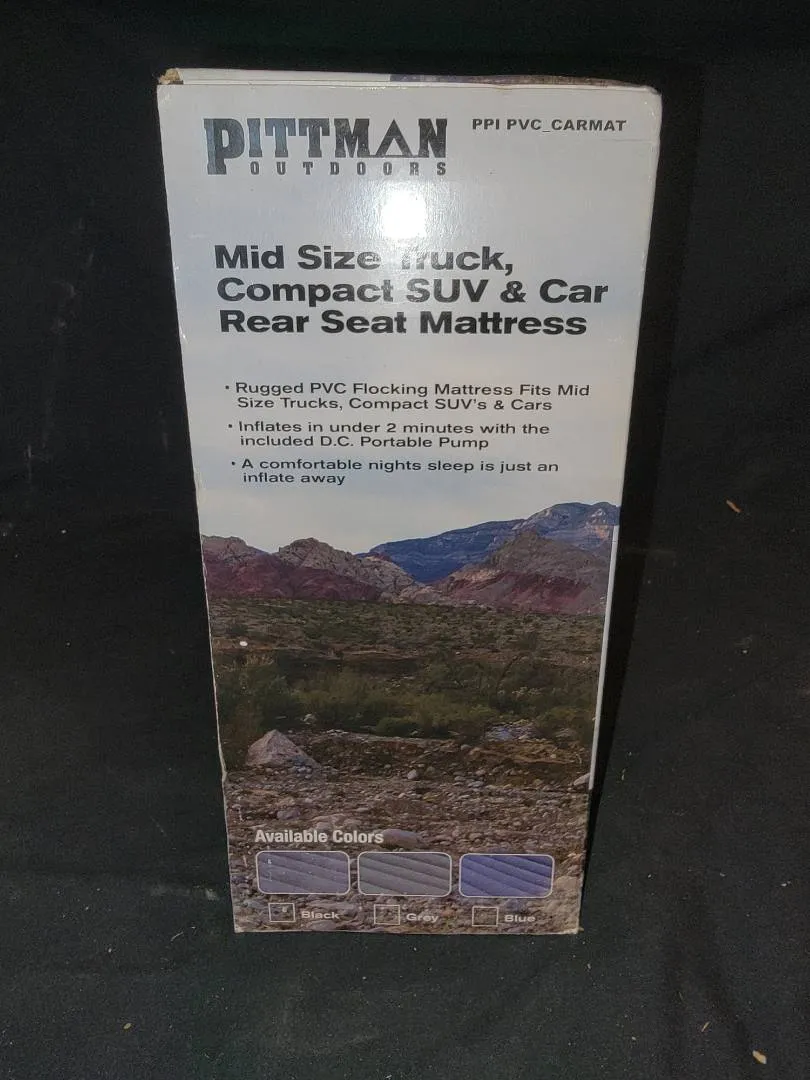 PITTMAN
OUTDOORS
PPI PVC_CARMAT
Mid Size Truck,
Compact SUV & Car
Rear Seat Mattress
• Rugged PVC Flocking Mattress Fits Mid
Size Trucks, Compact SUV's & Cars
• Inflates in under 2 minutes with the
included D.C. Portable Pump
• A comfortable nights sleep is just an
inflate away
Available Colors
Black
Grey
Blue